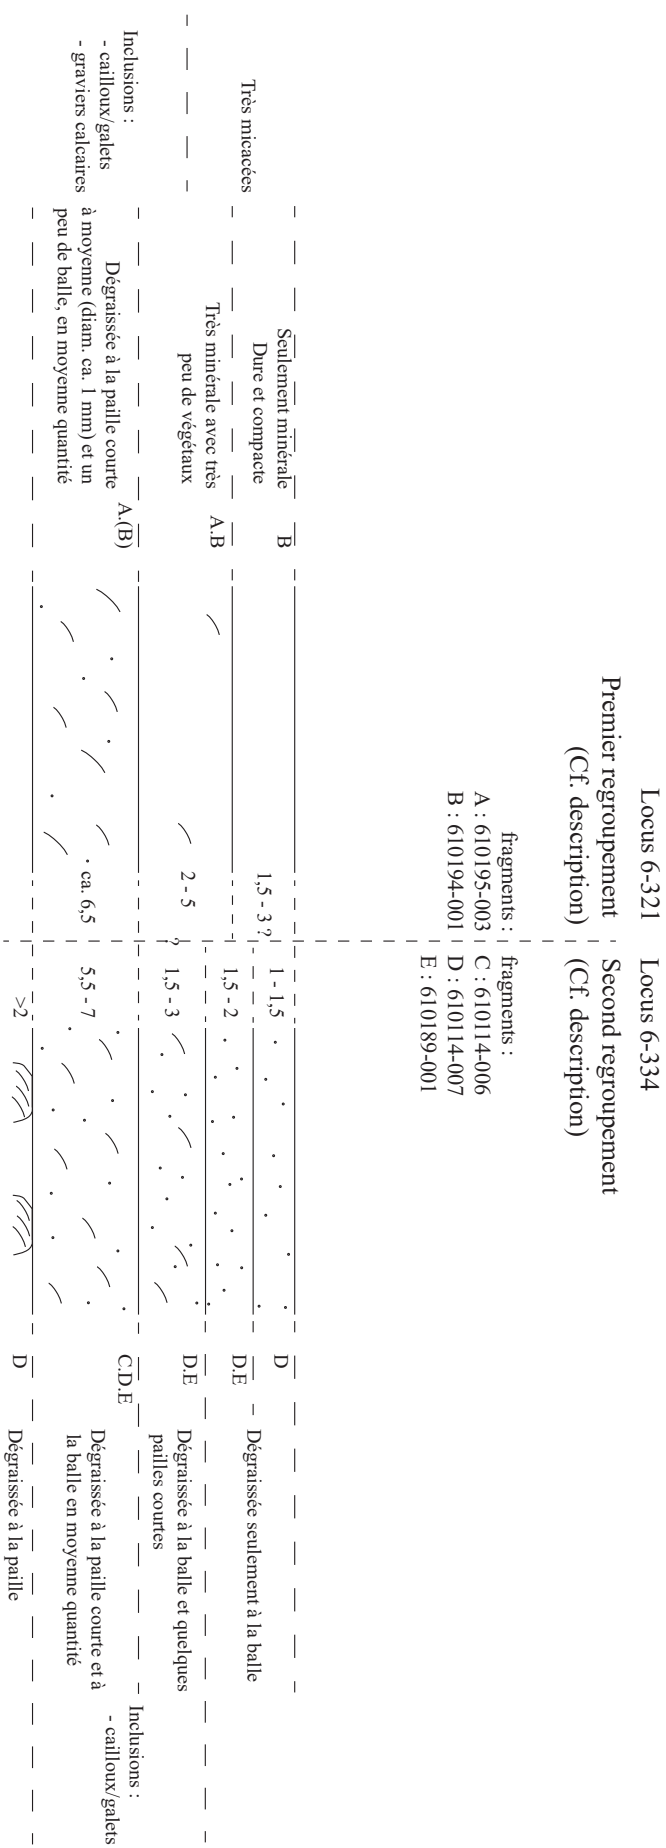 Locus 6-321
Premier regroupement
(Cf. description)
fragments :
A : 610195-003
B : 610194-001
Locus 6-334
Second regroupement
(Cf. description)
fragments :
C : 610114-006
D : 610114-007
E : 610189-001
Très micacées
Seulement minérale
Dure et compacte
B
1,5 - 3 ?
Très minérale avec très
peu de végétaux
A.B
2 - 5
?
Inclusions :
- cailloux/galets
- graviers calcaires
Dégraissée à la paille courte
à moyenne (diam. ca. 1 mm) et un
peu de balle, en moyenne quantité
A.(B)
ca. 6,5
1 - 1,5
D
1,5 - 2
D.E
Dégraissée seulement à la balle
1,5 - 3
D.E
Dégraissée à la balle et quelques
pailles courtes
5,5 - 7
C.D.E
Dégraissée à la paille courte et à
la balle en moyenne quantité
Inclusions :
- cailloux/galets
>2
D
Dégraissée à la paille